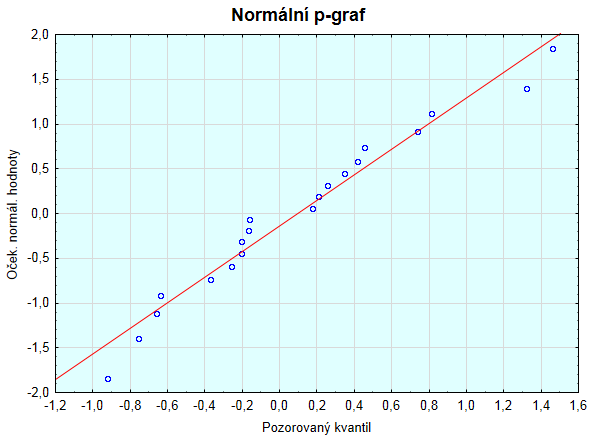 Normální p-graf
2,0
1,5
1,0
0,5
0,0
-0,5
-1,0
-1,5
-2,0
Oček. normál. hodnoty
-1,2 -1,0 -0,8 -0,6 -0,4 -0,2 0,0 0,2 0,4 0,6 0,8 1,0 1,2 1,4 1,6
Pozorovaný kvantil